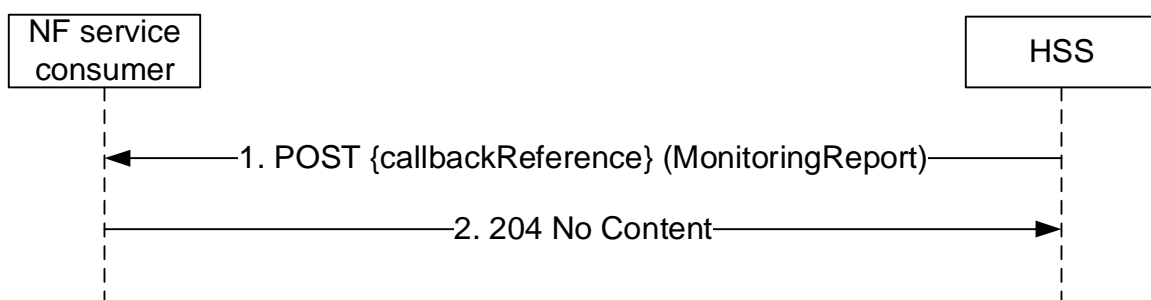 NF service
consumer
HSS
1. POST {callbackReference} (MonitoringReport)
2. 204 No Content